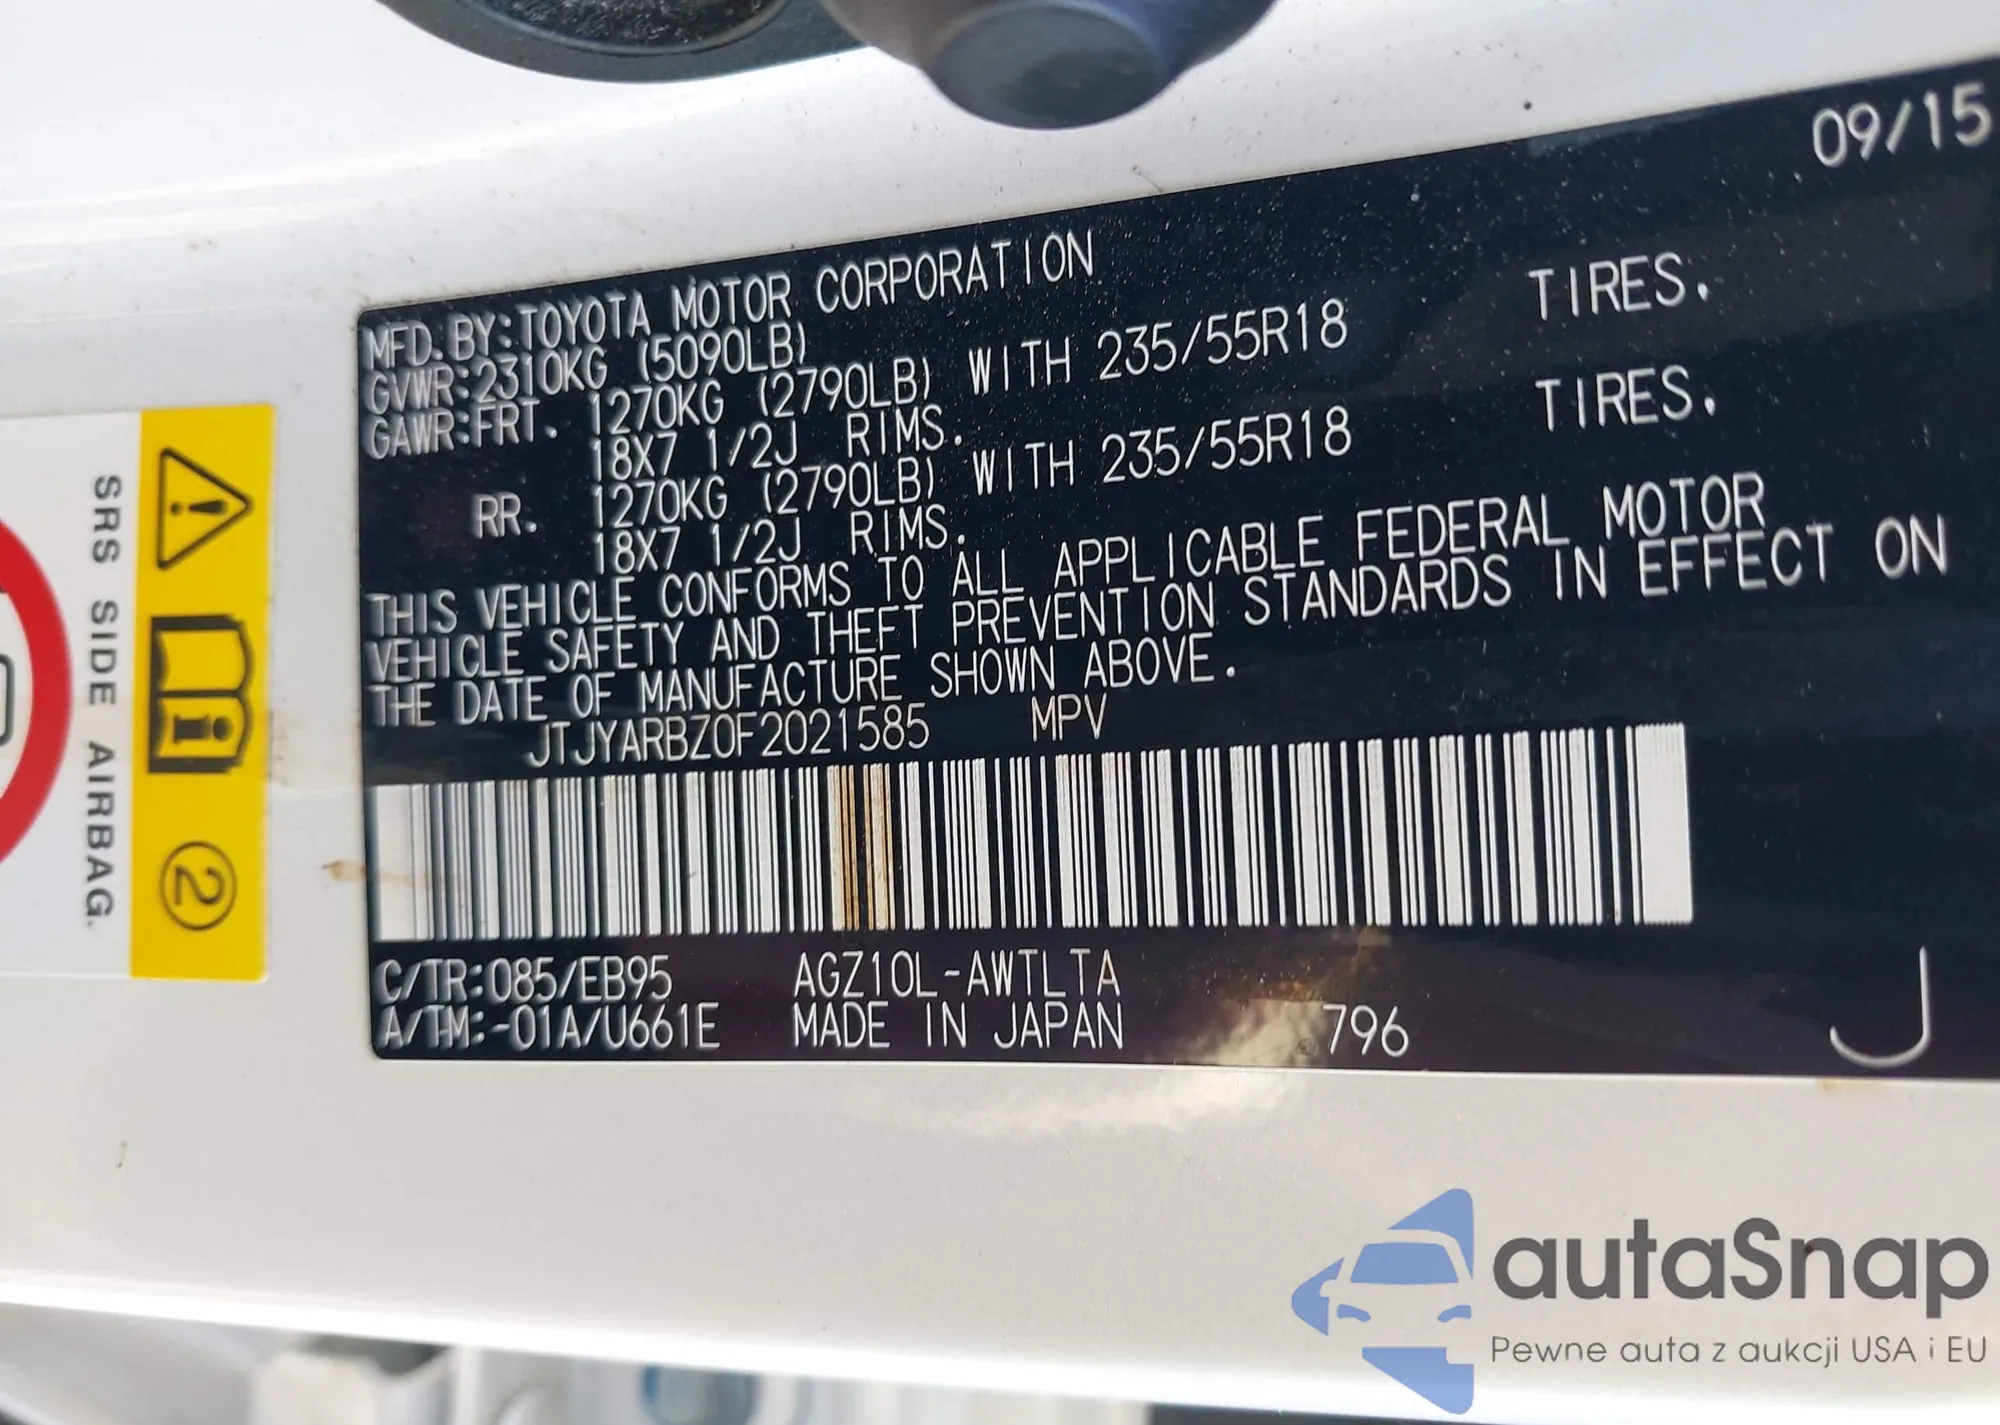 09/15
MFD.BY:TOYOTA MOTOR CORPORATION
GVWR:2310KG (5090LB)
GAWR:FRT. 1270KG (2790LB) WITH 235/55R18 TIRES.
18X7 1/2J RIMS.
RR. 1270KG (2790LB) WITH 235/55R18 TIRES.
18X7 1/2J RIMS.
THIS VEHICLE CONFORMS TO ALL APPLICABLE FEDERAL MOTOR
VEHICLE SAFETY AND THEFT PREVENTION STANDARDS IN EFFECT ON
THE DATE OF MANUFACTURE SHOWN ABOVE.
JTJYARBZ0F2021585 MPV
C/TR:085/EB95 AGZ10L-AWTLTA
A/TM:-01A/U661E MADE IN JAPAN 796
J
SRS SIDE AIRBAG.
2
autaSnap
Pewne auta z aukcji USA i EU